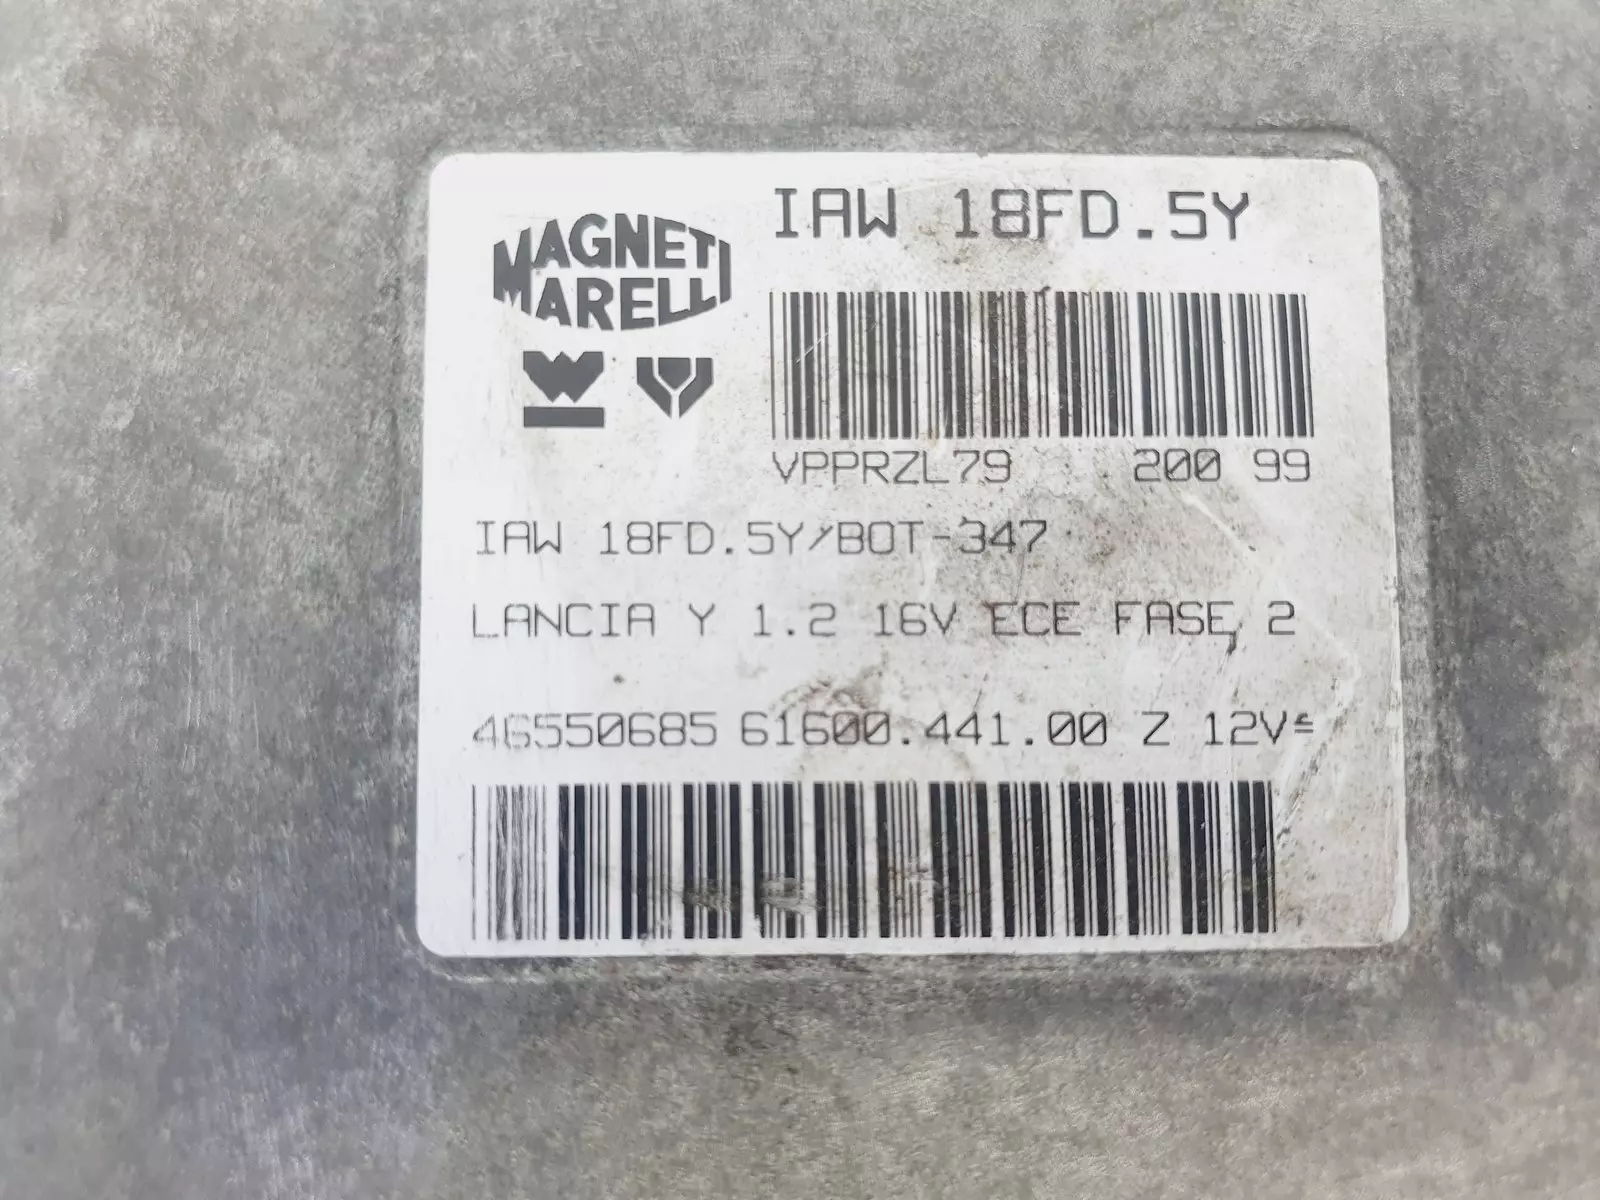 MAGNETI
MARELLI
IAW 18FD.5Y
VPPRZL79 200 99
IAW 18FD.5Y/BOT-347
LANCIA Y 1.2 16V ECE FASE 2
46550685 61600.441.00 Z 12V=